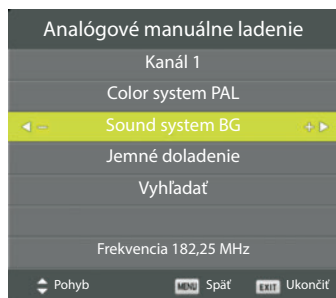 Analógové manuálne ladenie
Kanál 1
Color system PAL
Sound system BG
Jemné doladenie
Vyhľadať
Frekvencia 182,25 MHz
Pohyb MENU Späť EXIT Ukončiť